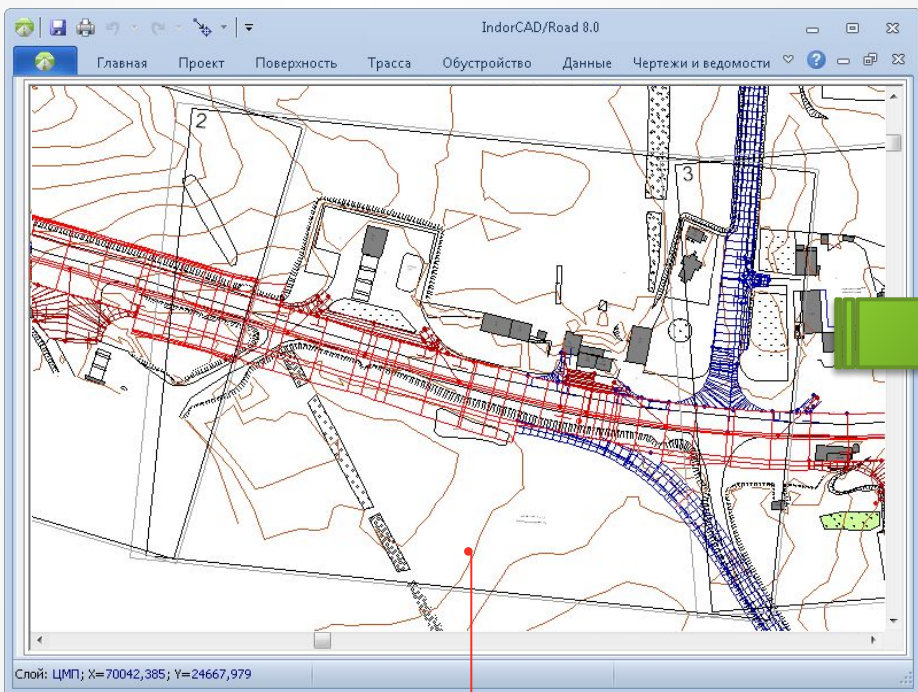 IndorCAD/Road 8.0
Главная Проект Поверхность Трасса Обустройство Данные Чертежи и ведомости
2
3
Слой: ЦМП; X=70042,385; Y=24667,979